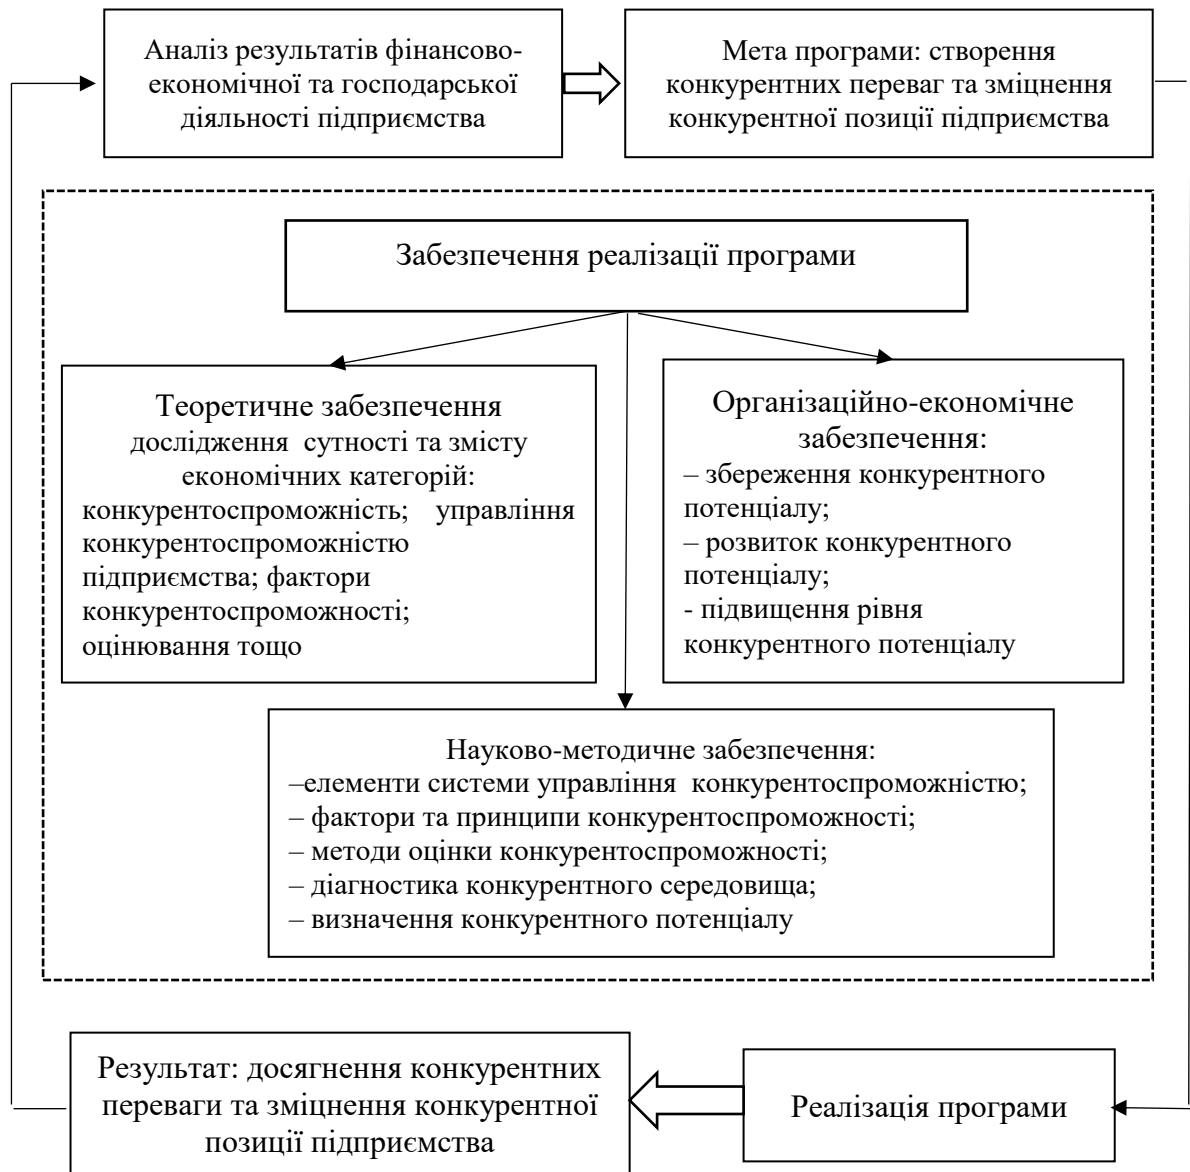 Аналіз результатів фінансово-
економічної та господарської
діяльності підприємства
Мета програми: створення
конкурентних переваг та зміцнення
конкурентної позиції підприємства
Забезпечення реалізації програми
Теоретичне забезпечення
дослідження сутності та змісту
економічних категорій:
конкурентоспроможність; управління
конкурентоспроможністю
підприємства; фактори
конкурентоспроможності;
оцінювання тощо
Організаційно-економічне
забезпечення:
– збереження конкурентного
потенціалу;
– розвиток конкурентного
потенціалу;
- підвищення рівня
конкурентного потенціалу
Науково-методичне забезпечення:
–елементи системи управління конкурентоспроможністю;
– фактори та принципи конкурентоспроможності;
– методи оцінки конкурентоспроможності;
– діагностика конкурентного середовища;
– визначення конкурентного потенціалу
Результат: досягнення конкурентних
переваги та зміцнення конкурентної
позиції підприємства
Реалізація програми